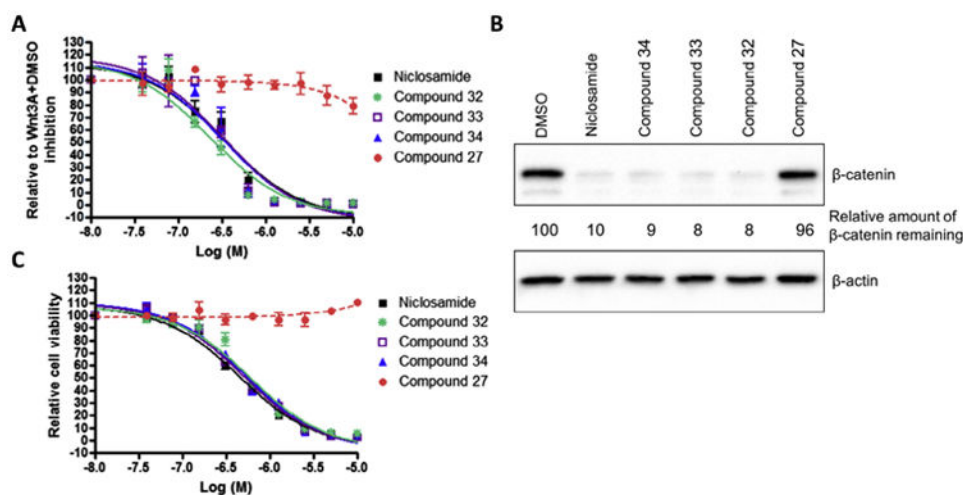 A
Relative to Wnt3A+DMSO
inhibition
130
120
110
100
90
80
70
60
50
40
30
20
10
0
-10
-8.0 -7.5 -7.0 -6.5 -6.0 -5.5 -5.0
Log (M)
Niclosamide
Compound 32
Compound 33
Compound 34
Compound 27
B
DMSO
Niclosamide
Compound 34
Compound 33
Compound 32
Compound 27
β-catenin
100 10 9 8 8 96
Relative amount of
β-catenin remaining
β-actin
C
Relative cell viability
130
120
110
100
90
80
70
60
50
40
30
20
10
0
-10
-8.0 -7.5 -7.0 -6.5 -6.0 -5.5 -5.0
Log (M)
Niclosamide
Compound 32
Compound 33
Compound 34
Compound 27